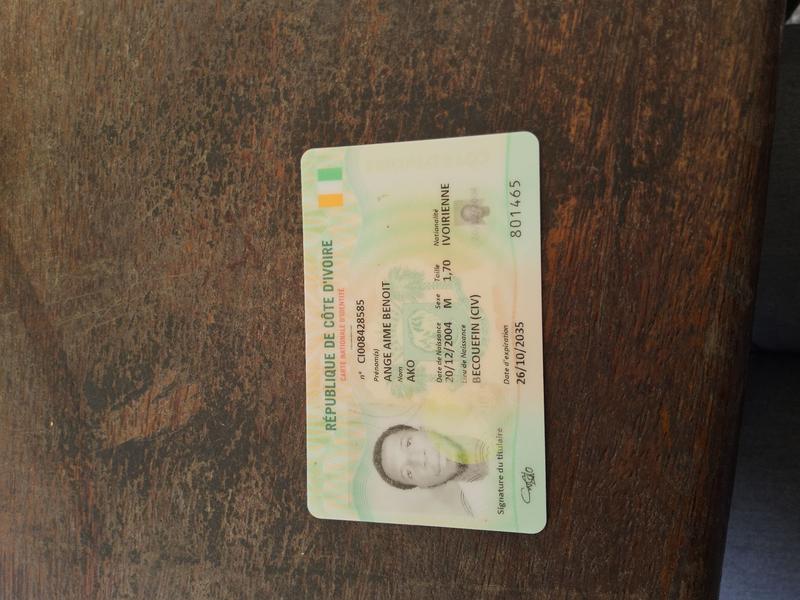 RÉPUBLIQUE DE CÔTE D'IVOIRE
CARTE NATIONALE D'IDENTITÉ
n° CI008428585
Prénom(s)
ANGE AIME BENOIT
Nom
AKO
Date de Naissance Sexe Taille Nationalité
20/12/2004 M 1,70 IVOIRIENNE
Lieu de Naissance
BECOUEFIN (CIV)
Signature du titulaire
Date d'expiration
26/10/2035
801465